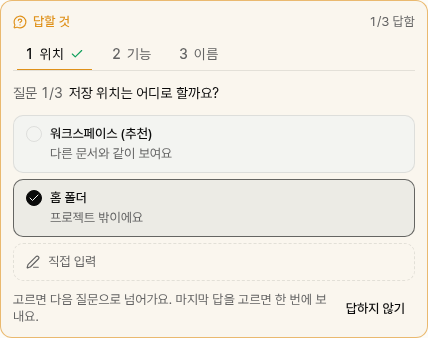 답할 것
1/3 답함
1 위치
2 기능
3 이름
질문 1/3 저장 위치는 어디로 할까요?
워크스페이스 (추천)
다른 문서와 같이 보여요
홈 폴더
프로젝트 밖이에요
직접 입력
고르면 다음 질문으로 넘어가요. 마지막 답을 고르면 한 번에 보
내요.
답하지 않기